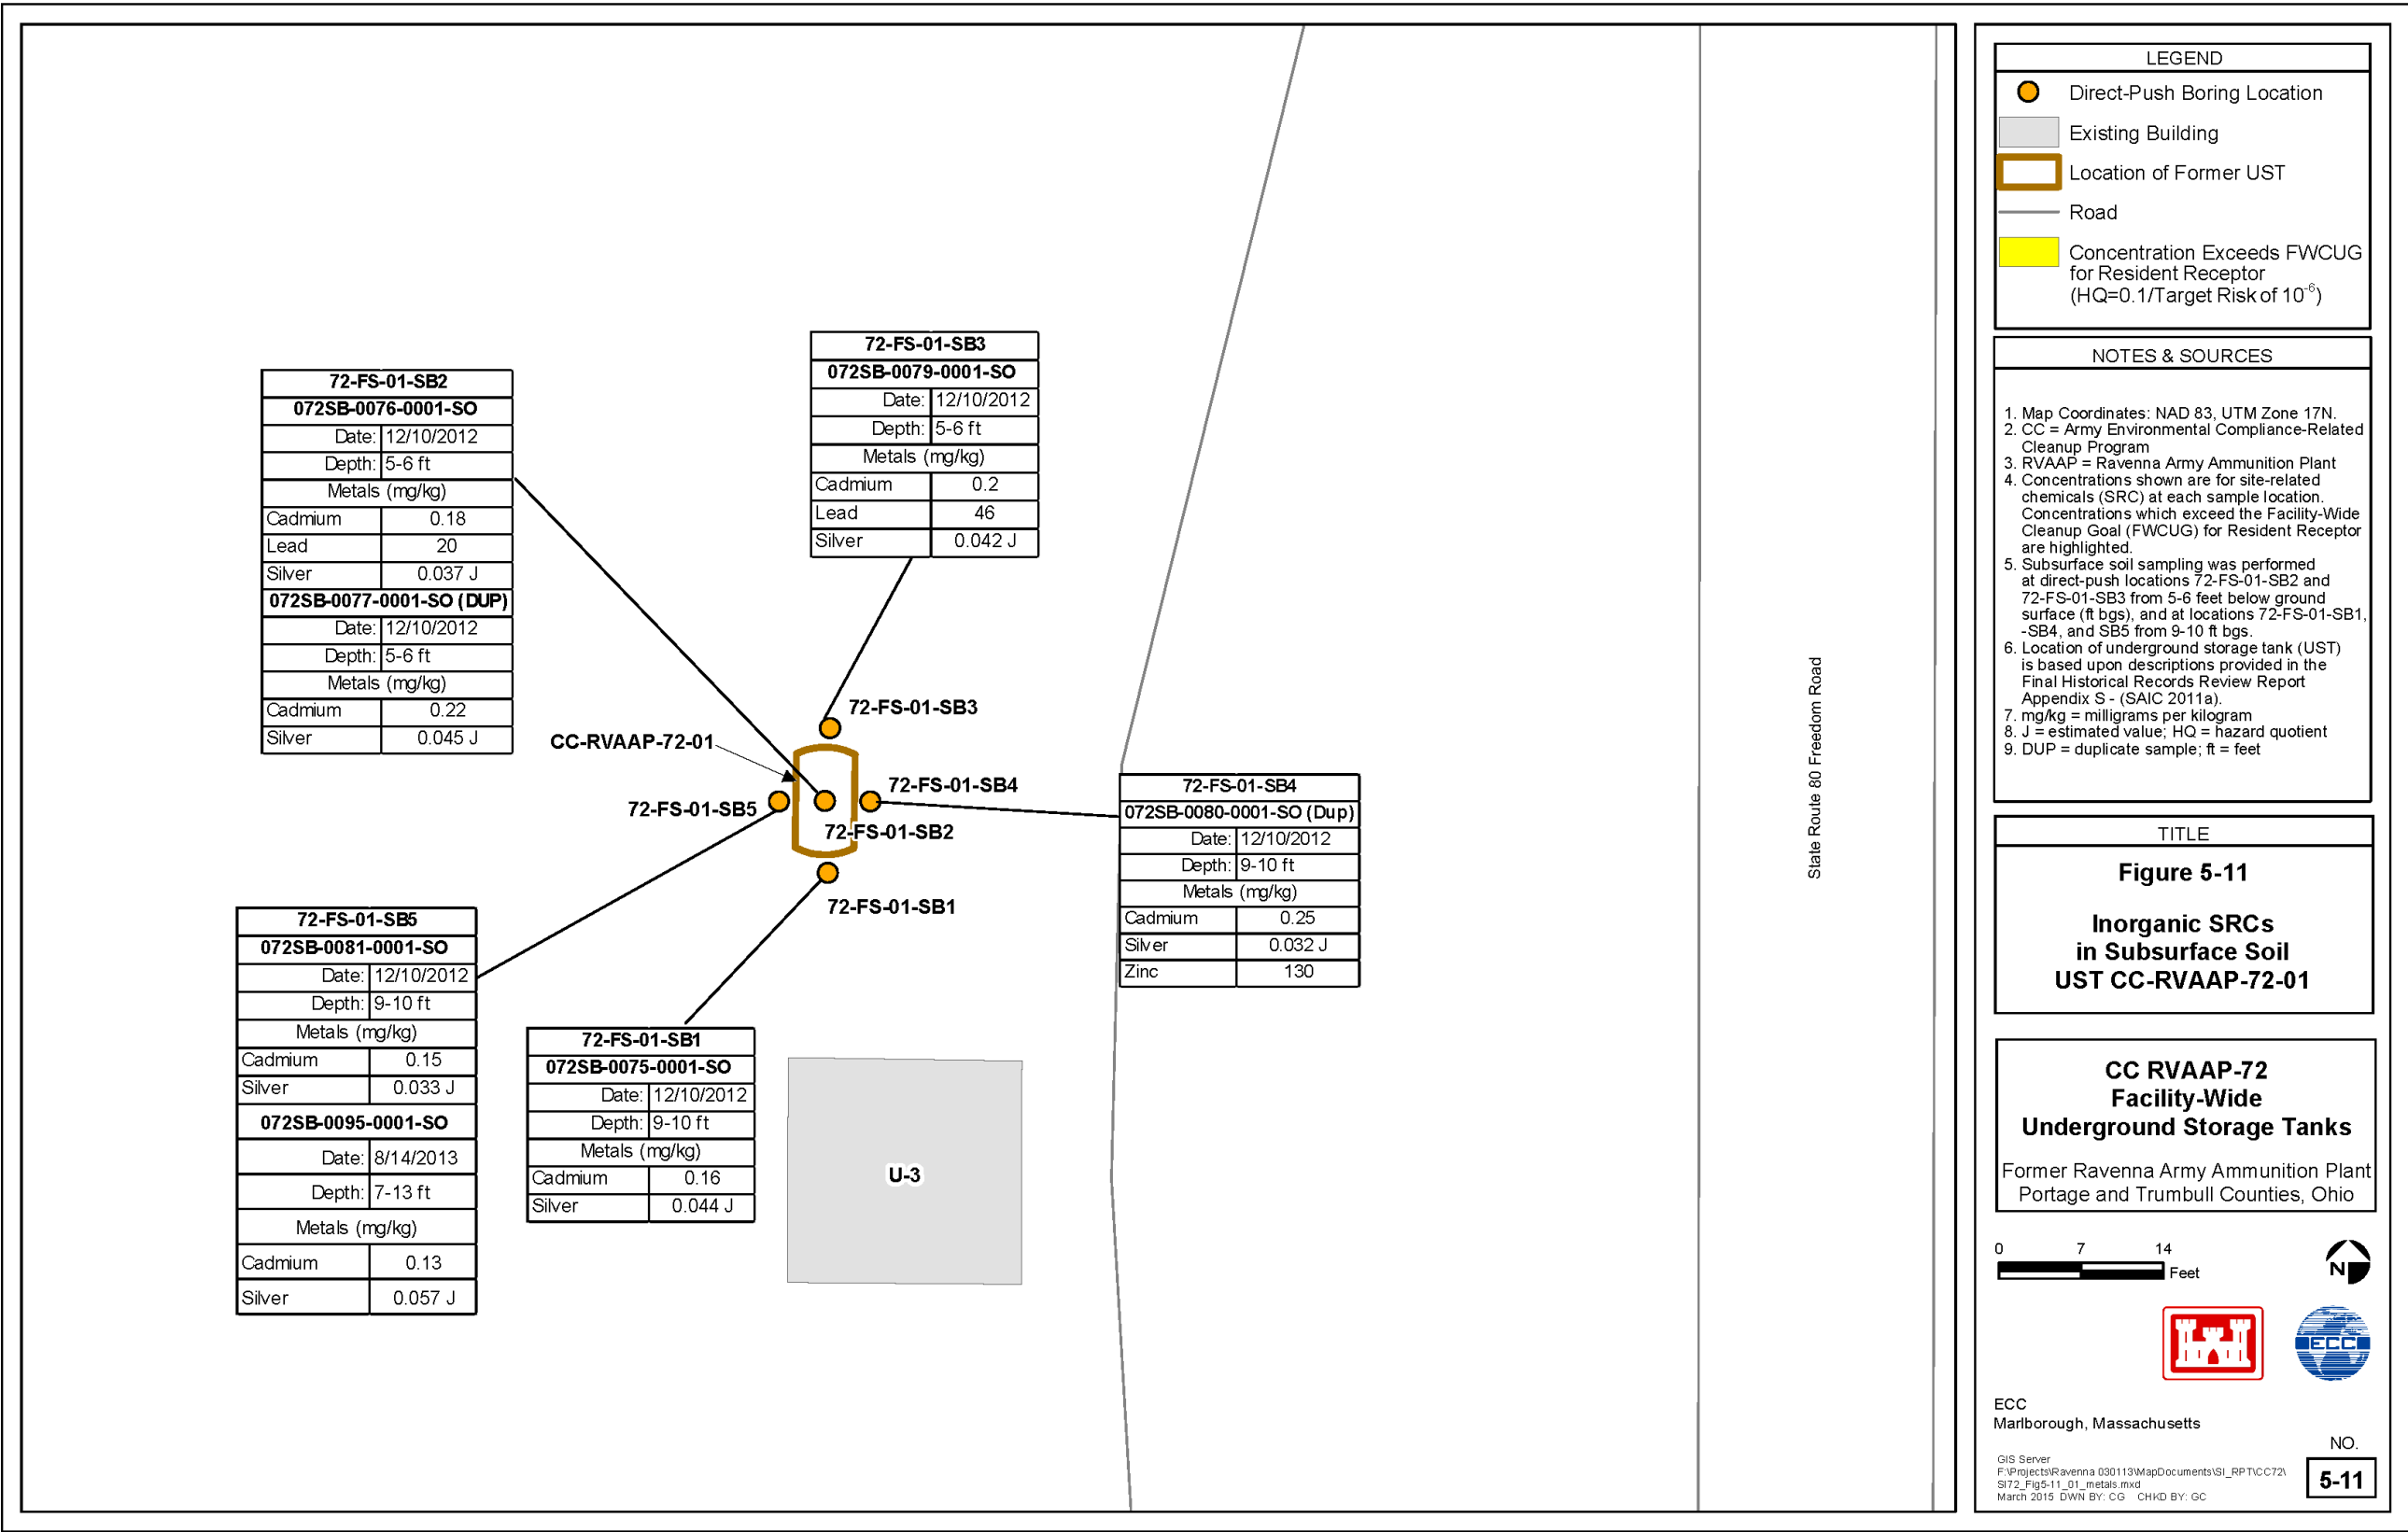 72-FS-01-SB2
072SB-0076-0001-SO
Date: 12/10/2012
Depth: 5-6 ft
Metals (mg/kg)
Cadmium 0.18
Lead 20
Silver 0.037 J
072SB-0077-0001-SO (DUP)
Date: 12/10/2012
Depth: 5-6 ft
Metals (mg/kg)
Cadmium 0.22
Silver 0.045 J
72-FS-01-SB3
072SB-0079-0001-SO
Date: 12/10/2012
Depth: 5-6 ft
Metals (mg/kg)
Cadmium 0.2
Lead 46
Silver 0.042 J
72-FS-01-SB3
CC-RVAAP-72-01
72-FS-01-SB4
72-FS-01-SB5
72-FS-01-SB2
72-FS-01-SB1
72-FS-01-SB4
072SB-0080-0001-SO (Dup)
Date: 12/10/2012
Depth: 9-10 ft
Metals (mg/kg)
Cadmium 0.25
Silver 0.032 J
Zinc 130
72-FS-01-SB5
072SB-0081-0001-SO
Date: 12/10/2012
Depth: 9-10 ft
Metals (mg/kg)
Cadmium 0.15
Silver 0.033 J
072SB-0095-0001-SO
Date: 8/14/2013
Depth: 7-13 ft
Metals (mg/kg)
Cadmium 0.13
Silver 0.057 J
72-FS-01-SB1
072SB-0075-0001-SO
Date: 12/10/2012
Depth: 9-10 ft
Metals (mg/kg)
Cadmium 0.16
Silver 0.044 J
U-3
State Route 80 Freedom Road
LEGEND
Direct-Push Boring Location
Existing Building
Location of Former UST
Road
Concentration Exceeds FWCUG
for Resident Receptor
(HQ=0.1/Target Risk of 10⁻⁶)
NOTES & SOURCES
1. Map Coordinates: NAD 83, UTM Zone 17N.
2. CC = Army Environmental Compliance-Related
Cleanup Program
3. RVAAP = Ravenna Army Ammunition Plant
4. Concentrations shown are for site-related
chemicals (SRC) at each sample location.
Concentrations which exceed the Facility-Wide
Cleanup Goal (FWCUG) for Resident Receptor
are highlighted.
5. Subsurface soil sampling was performed
at direct-push locations 72-FS-01-SB2 and
72-FS-01-SB3 from 5-6 feet below ground
surface (ft bgs), and at locations 72-FS-01-SB1,
-SB4, and SB5 from 9-10 ft bgs.
6. Location of underground storage tank (UST)
is based upon descriptions provided in the
Final Historical Records Review Report
Appendix S - (SAIC 2011a).
7. mg/kg = milligrams per kilogram
8. J = estimated value; HQ = hazard quotient
9. DUP = duplicate sample; ft = feet
TITLE
Figure 5-11
Inorganic SRCs
in Subsurface Soil
UST CC-RVAAP-72-01
CC RVAAP-72
Facility-Wide
Underground Storage Tanks
Former Ravenna Army Ammunition Plant
Portage and Trumbull Counties, Ohio
0 7 14
Feet
N
ECC
ECC
Marlborough, Massachusetts
GIS Server
F:\Projects\Ravenna 030113\MapDocuments\SI_RPT\CC72\
SI72_Fig5-11_01_metals.mxd
March 2015 DWN BY: CG CHKD BY: GC
NO.
5-11